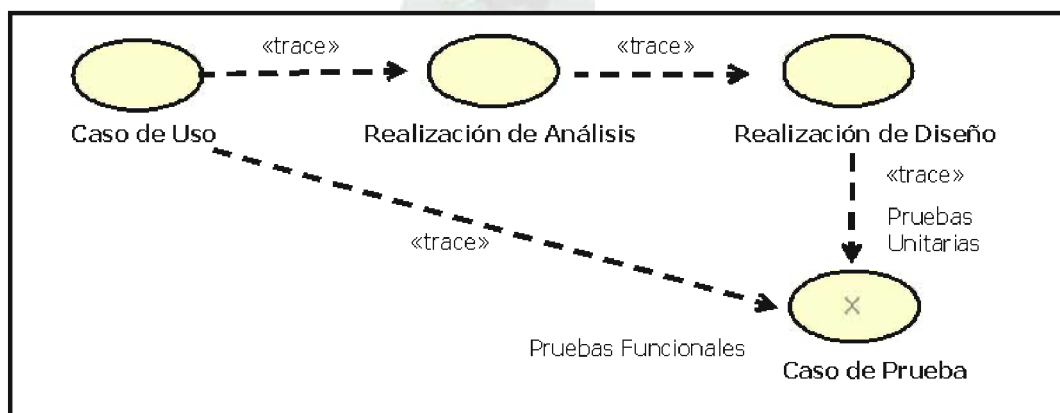 «trace»
«trace»
Caso de Uso
Realización de Análisis
Realización de Diseño
«trace»
Pruebas
Unitarias
«trace»
Pruebas Funcionales
Caso de Prueba